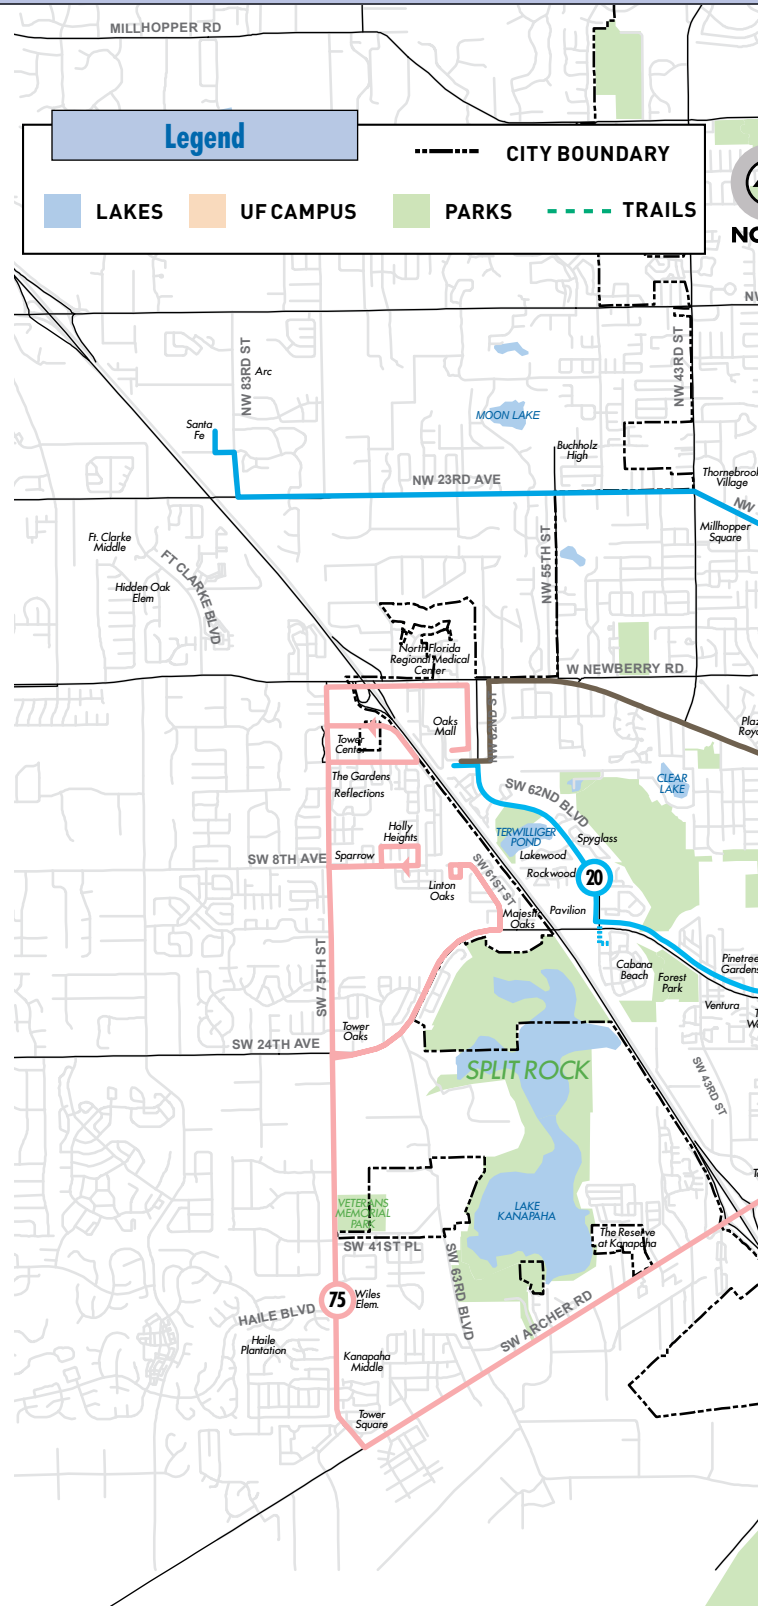 MILLHOPPER RD
Legend
CITY BOUNDARY
LAKES
UF CAMPUS
PARKS
TRAILS
NW 83RD ST
Arc
NW 43RD ST
MOON LAKE
Santa
Fe
Buchholz
High
NW 23RD AVE
Thornebrook
Village
NW
Millhopper
Square
Ft. Clarke
Middle
FT CLARKE BLVD
NW 55TH ST
Hidden Oak
Elem
North Florida
Regional Medical
Center
W NEWBERRY RD
NW 62ND ST
Oaks
Mall
Tower
Center
The Gardens
Reflections
SW 62ND BLVD
CLEAR
LAKE
Holly
Heights
TERWILLIGER
POND
Spyglass
SW 8TH AVE
Sparrow
Lakewood
SW 61ST ST
Rockwood
20
Linton
Oaks
Majestic
Oaks
Pavilion
SW 75TH ST
Cabana
Beach
Forest
Park
Pinetree
Gardens
Ventura
Tower
Oaks
SW 24TH AVE
SPLIT ROCK
SW 43RD ST
VETERANS
MEMORIAL
PARK
LAKE
KANAPAHA
The Reserve
at Kanapaha
SW 41ST PL
SW 63RD BLVD
75
Wiles
Elem.
HAILE BLVD
Haile
Plantation
SW ARCHER RD
Kanapaha
Middle
Tower
Square